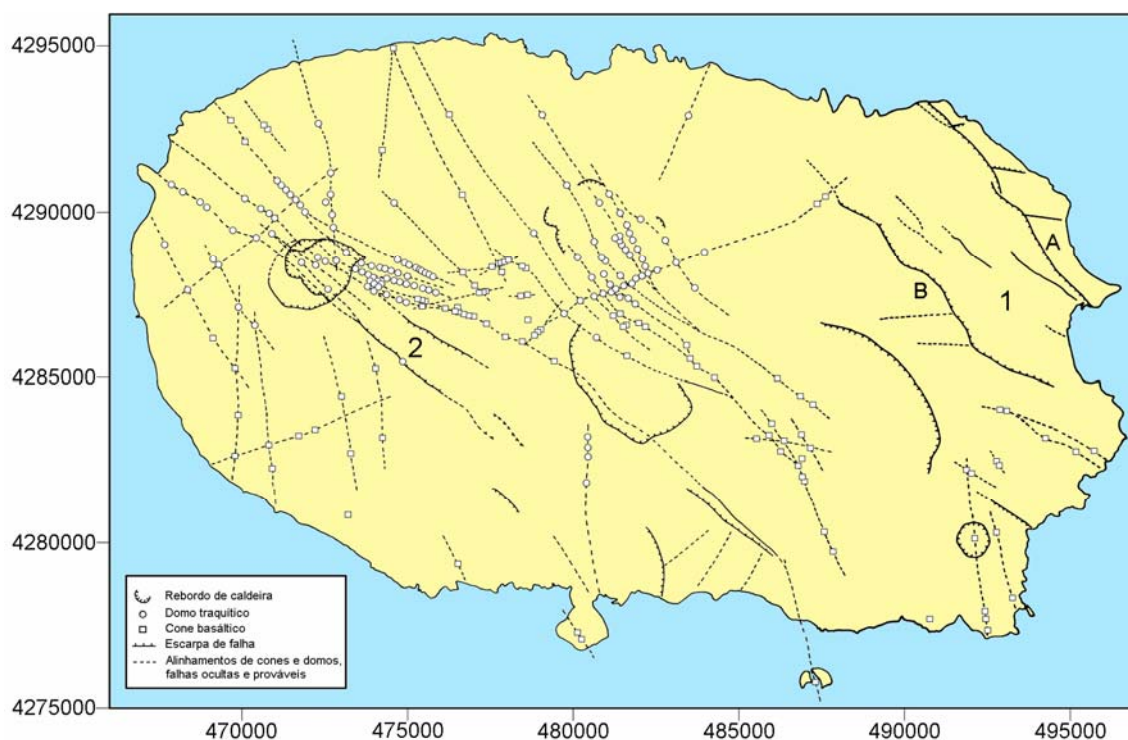 4295000
4290000
4285000
4280000
4275000
470000 475000 480000 485000 490000 495000
A
1
B
2
Rebordo de caldeira
Domo traquítico
Cone basáltico
Escarpa de falha
Alinhamentos de cones e domos,
falhas ocultas e prováveis